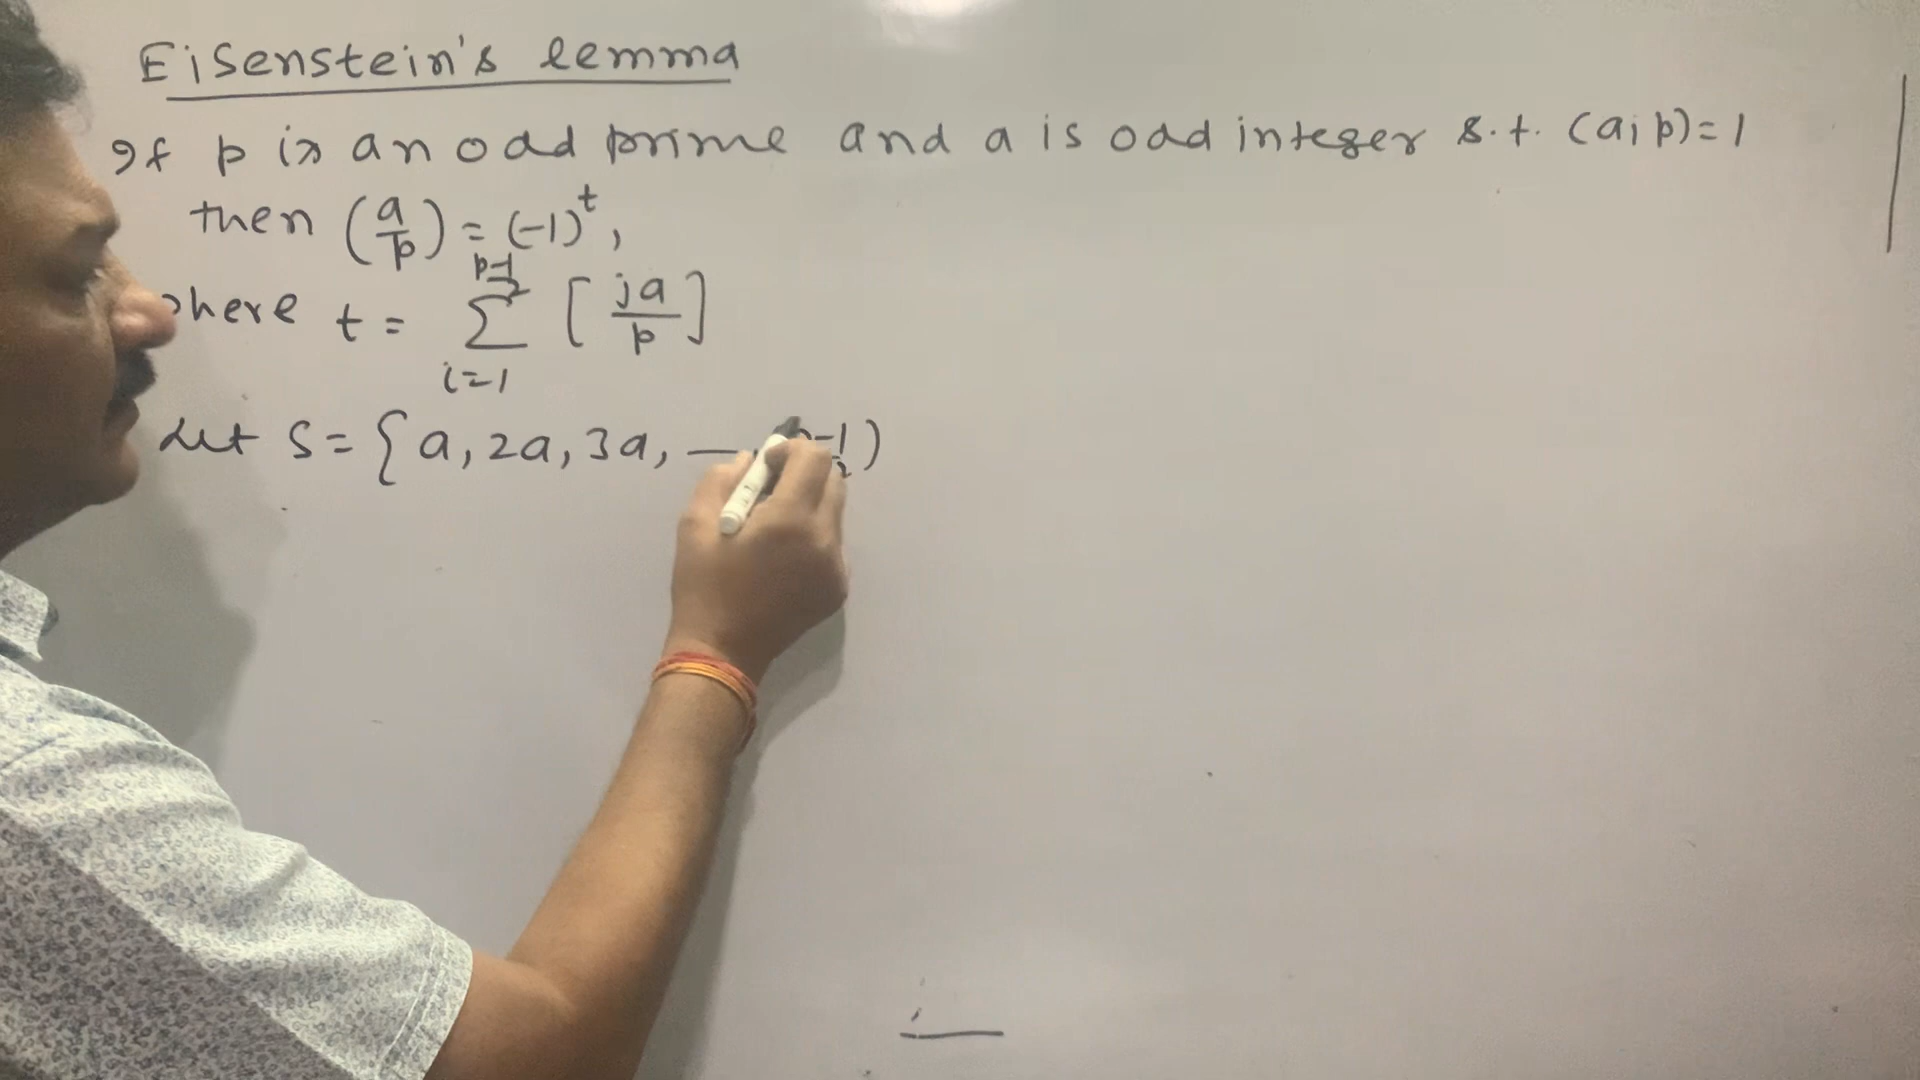 Eisenstein's lemma
If p is an odd prime and a is odd integer s.t. (a, p) = 1
then (a/p) = (-1)^t,
where t = ∑_{i=1}^{p-1/2} [ja/p]
Let S = { a, 2a, 3a, —